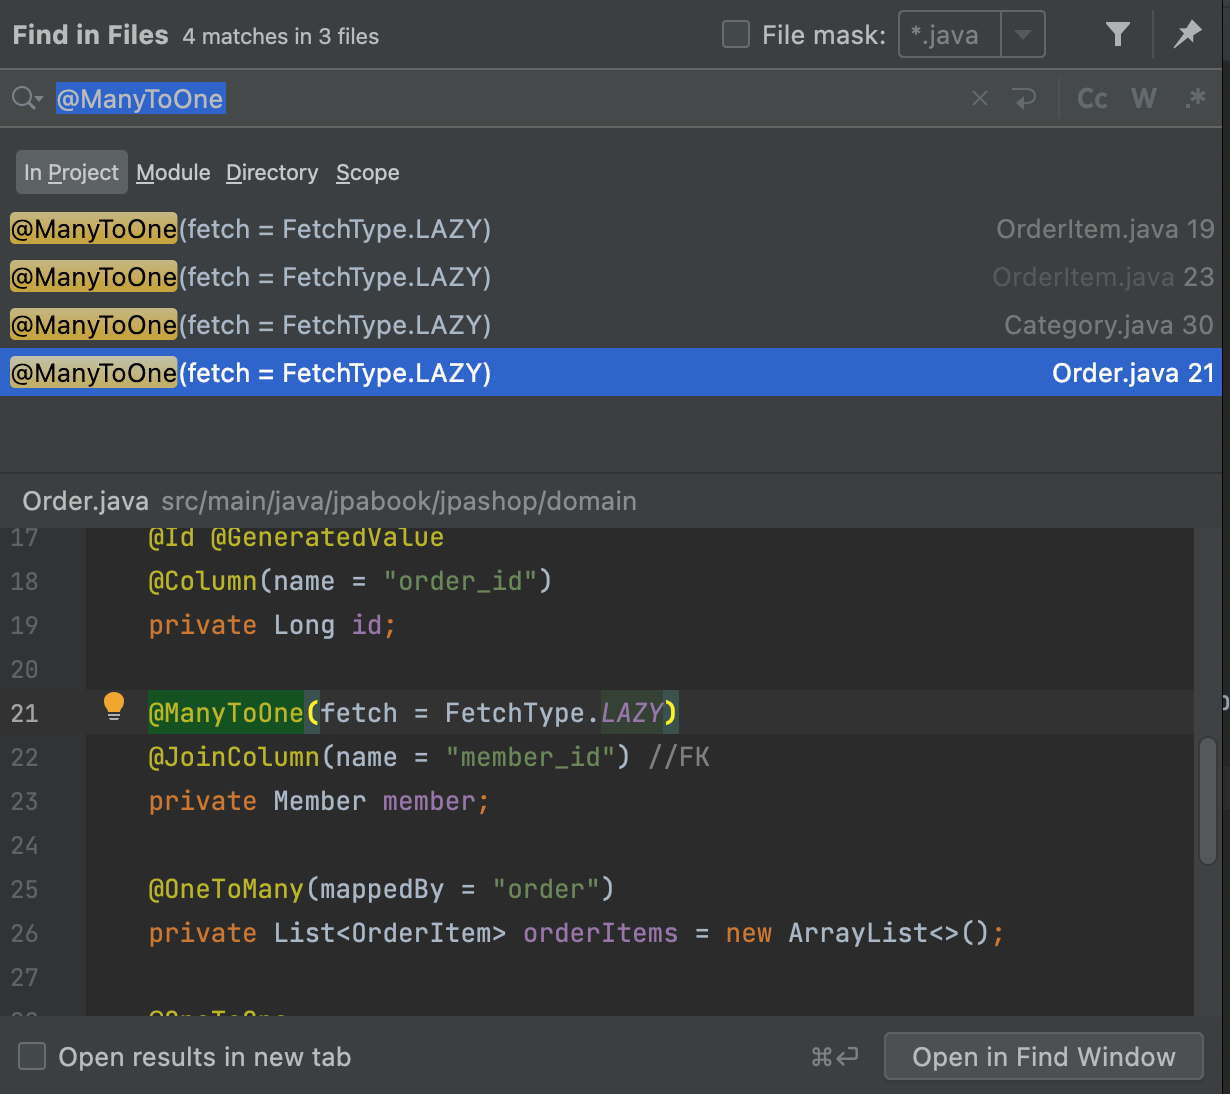 Find in Files 4 matches in 3 files File mask: *.java
@ManyToOne Cc W .*
In Project Module Directory Scope
@ManyToOne(fetch = FetchType.LAZY) OrderItem.java 19
@ManyToOne(fetch = FetchType.LAZY) OrderItem.java 23
@ManyToOne(fetch = FetchType.LAZY) Category.java 30
@ManyToOne(fetch = FetchType.LAZY) Order.java 21
Order.java src/main/java/jpabook/jpashop/domain
17 @Id @GeneratedValue
18 @Column(name = "order_id")
19 private Long id;
20
21 @ManyToOne(fetch = FetchType.LAZY)
22 @JoinColumn(name = "member_id") //FK
23 private Member member;
24
25 @OneToMany(mappedBy = "order")
26 private List<OrderItem> orderItems = new ArrayList<>();
27
28 @OneToOne
Open results in new tab ⌘↩ Open in Find Window